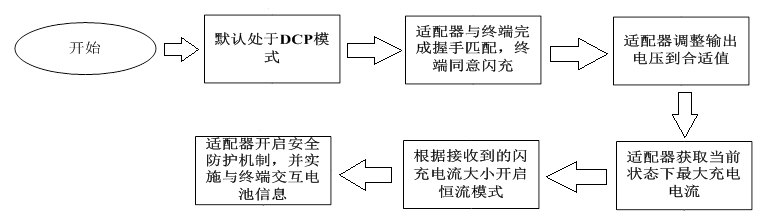 开始
默认处于DCP模
式
适配器与终端完
成握手匹配，终
端同意闪充
适配器调整输出
电压到合适值
适配器获取当前
状态下最大充电
电流
根据接收到的闪
充电流大小开启
恒流模式
适配器开启安全
防护机制，并实
施与终端交互电
池信息